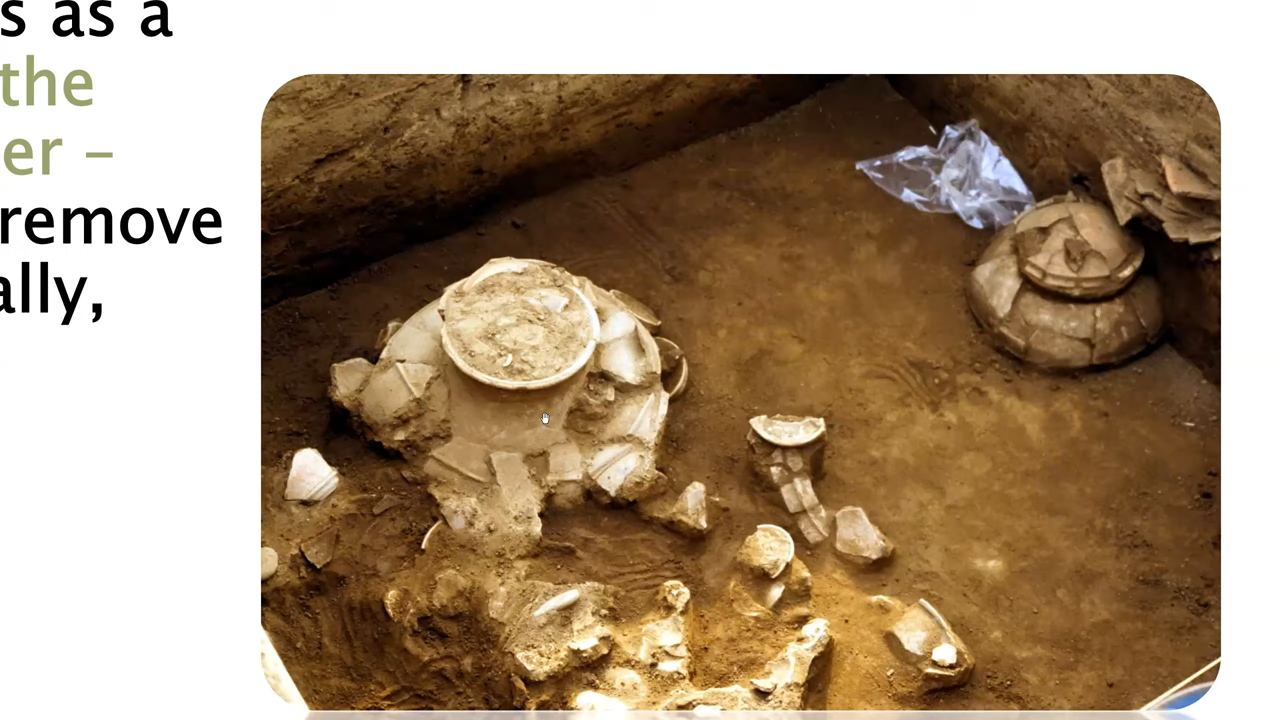 s as a
the
er –
remove
ally,